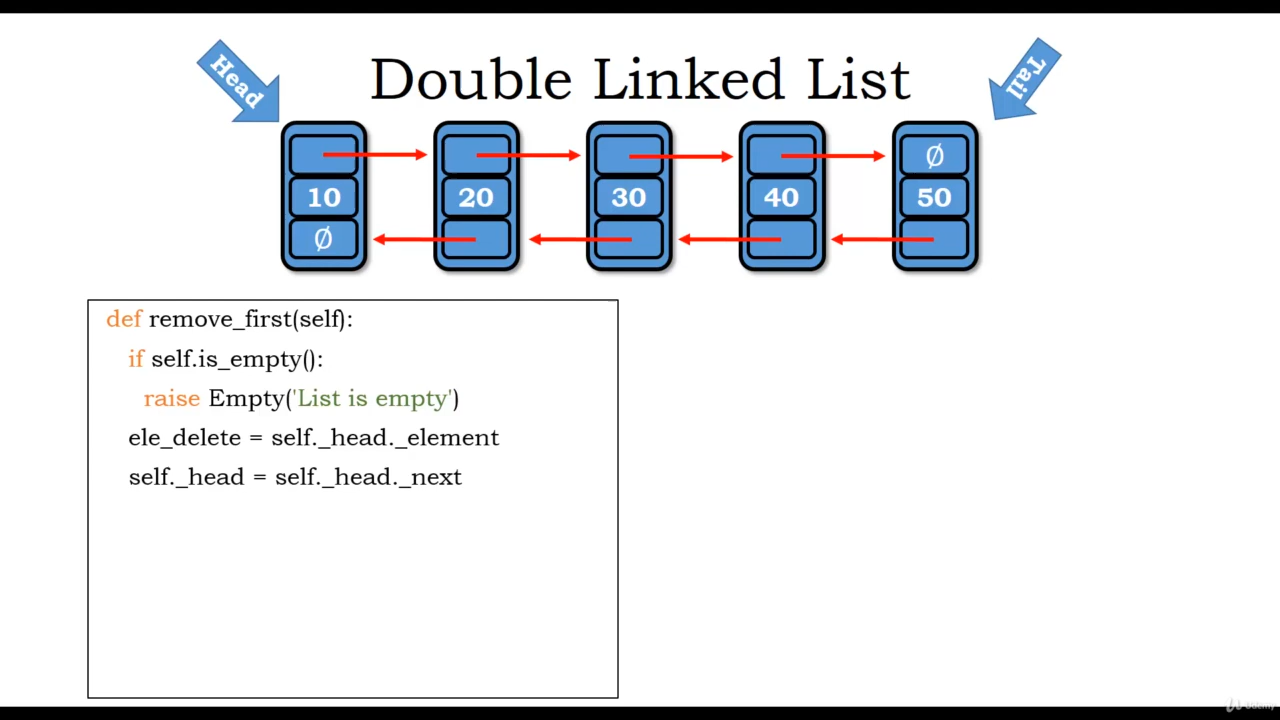 Head
Double Linked List
Tail
Ø
10 20 30 40 50
Ø
def remove_first(self):
if self.is_empty():
raise Empty('List is empty')
ele_delete = self._head._element
self._head = self._head._next
Udemy